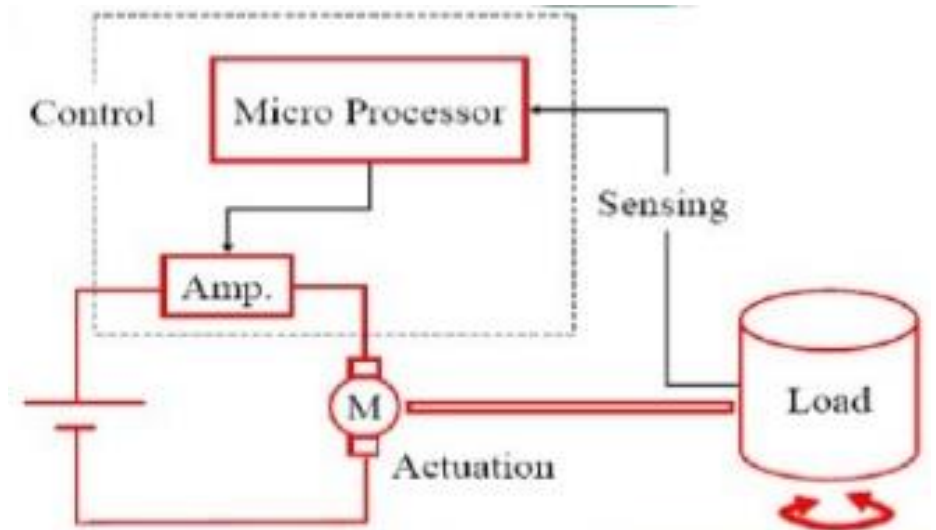 Control
Micro Processor
Sensing
Amp.
M
Load
Actuation